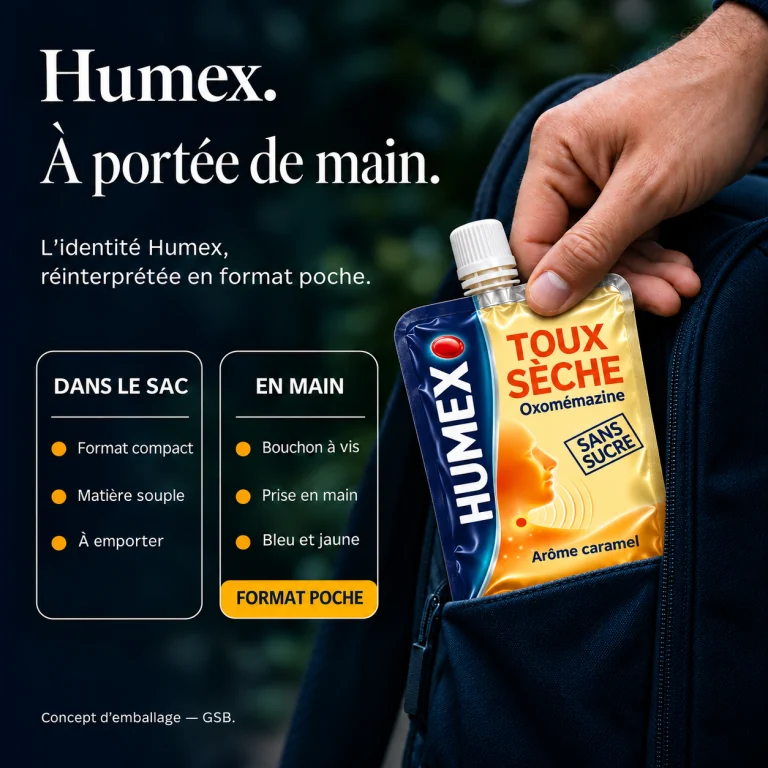 Humex.
À portée de main.
L'identité Humex,
réinterprétée en format poche.
DANS LE SAC
Format compact
Matière souple
À emporter
EN MAIN
Bouchon à vis
Prise en main
Bleu et jaune
FORMAT POCHE
HUMEX
TOUX
SÈCHE
Oxomémazine
SANS
SUCRE
Arôme caramel
Concept d'emballage — GSB.